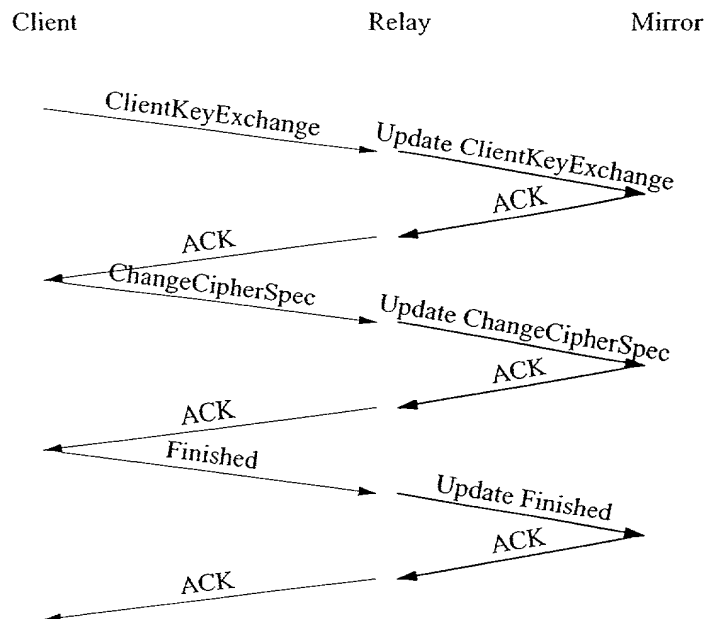 Client Relay Mirror
ClientKeyExchange
Update ClientKeyExchange
ACK
ACK
ChangeCipherSpec
Update ChangeCipherSpec
ACK
ACK
Finished
Update Finished
ACK
ACK